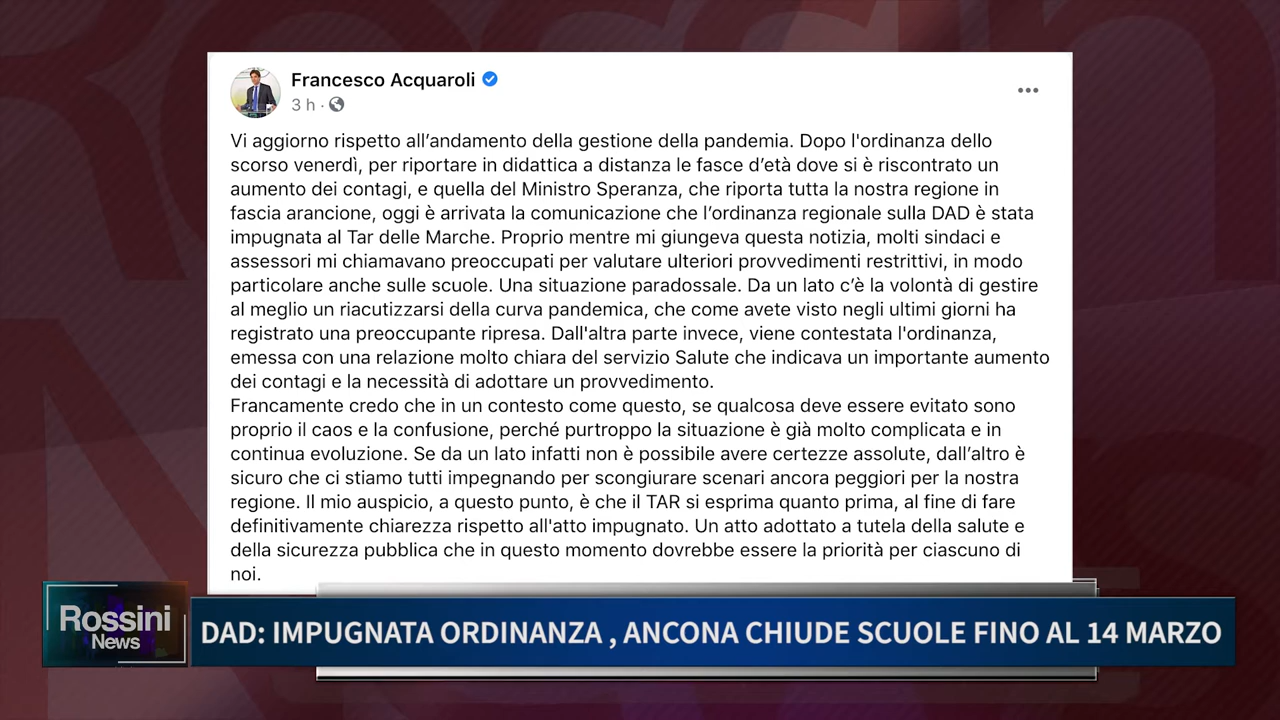 Francesco Acquaroli
3 h ·
Vi aggiorno rispetto all’andamento della gestione della pandemia. Dopo l'ordinanza dello
scorso venerdì, per riportare in didattica a distanza le fasce d’età dove si è riscontrato un
aumento dei contagi, e quella del Ministro Speranza, che riporta tutta la nostra regione in
fascia arancione, oggi è arrivata la comunicazione che l’ordinanza regionale sulla DAD è stata
impugnata al Tar delle Marche. Proprio mentre mi giungeva questa notizia, molti sindaci e
assessori mi chiamavano preoccupati per valutare ulteriori provvedimenti restrittivi, in modo
particolare anche sulle scuole. Una situazione paradossale. Da un lato c’è la volontà di gestire
al meglio un riacutizzarsi della curva pandemica, che come avete visto negli ultimi giorni ha
registrato una preoccupante ripresa. Dall'altra parte invece, viene contestata l'ordinanza,
emessa con una relazione molto chiara del servizio Salute che indicava un importante aumento
dei contagi e la necessità di adottare un provvedimento.
Francamente credo che in un contesto come questo, se qualcosa deve essere evitato sono
proprio il caos e la confusione, perché purtroppo la situazione è già molto complicata e in
continua evoluzione. Se da un lato infatti non è possibile avere certezze assolute, dall’altro è
sicuro che ci stiamo tutti impegnando per scongiurare scenari ancora peggiori per la nostra
regione. Il mio auspicio, a questo punto, è che il TAR si esprima quanto prima, al fine di fare
definitivamente chiarezza rispetto all'atto impugnato. Un atto adottato a tutela della salute e
della sicurezza pubblica che in questo momento dovrebbe essere la priorità per ciascuno di
noi.
Rossini
News
DAD: IMPUGNATA ORDINANZA , ANCONA CHIUDE SCUOLE FINO AL 14 MARZO